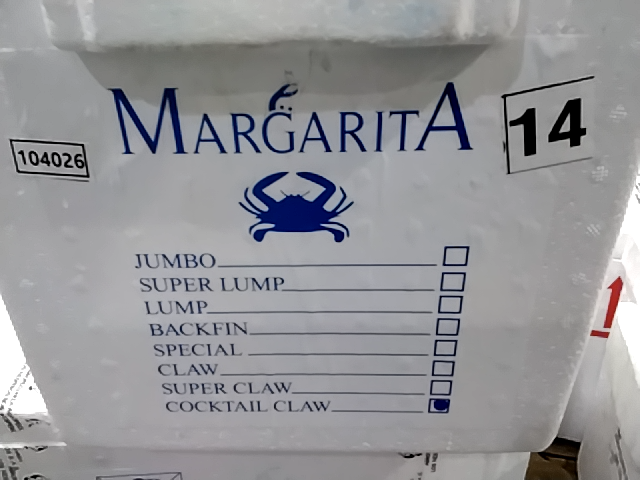 MARGARITA
14
104026
JUMBO
SUPER LUMP
LUMP
BACKFIN
SPECIAL
CLAW
SUPER CLAW
COCKTAIL CLAW